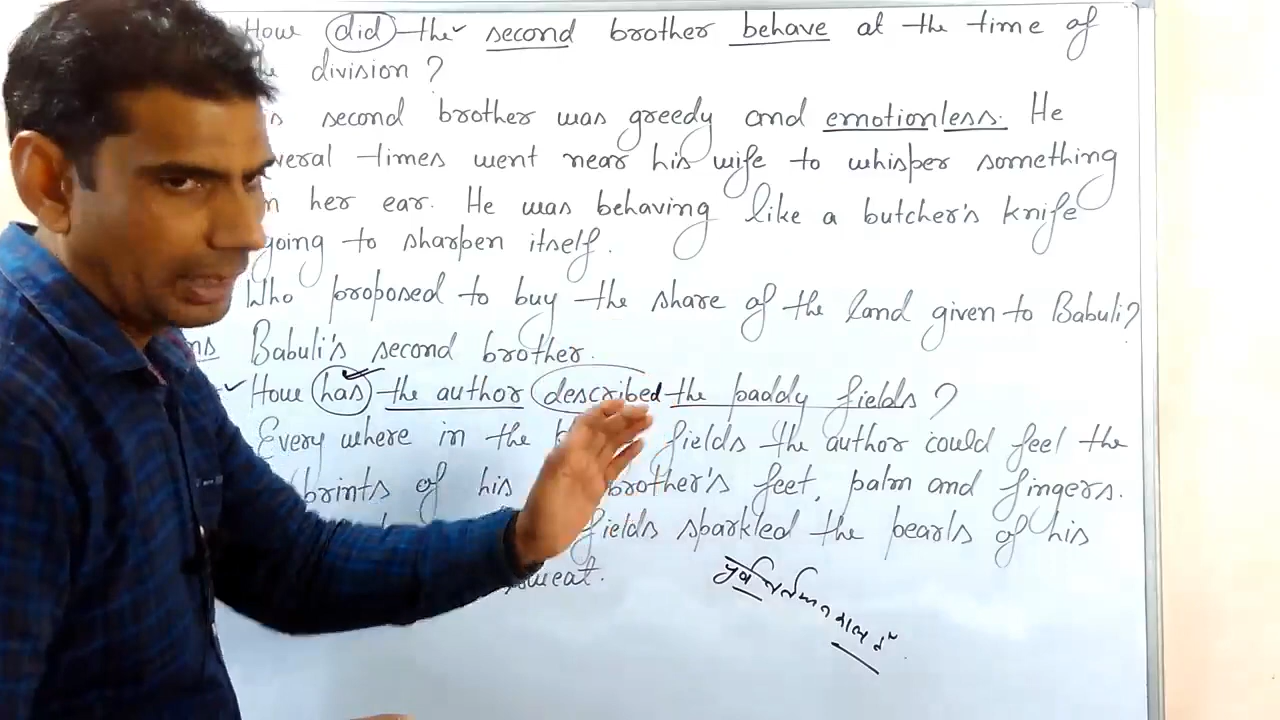 How did the second brother behave at the time of
division ?
second brother was greedy and emotionless. He
times went near his wife to whisper something
her ear. He was behaving like a butcher's knife
going to sharpen itself.
Who proposed to buy the share of the land given to Babuli?
Babuli's second brother.
How has the author described the paddy fields ?
Every where in the fields the author could feel the
of his brother's feet, palm and fingers.
fields sparkled the pearls of his
sweat.